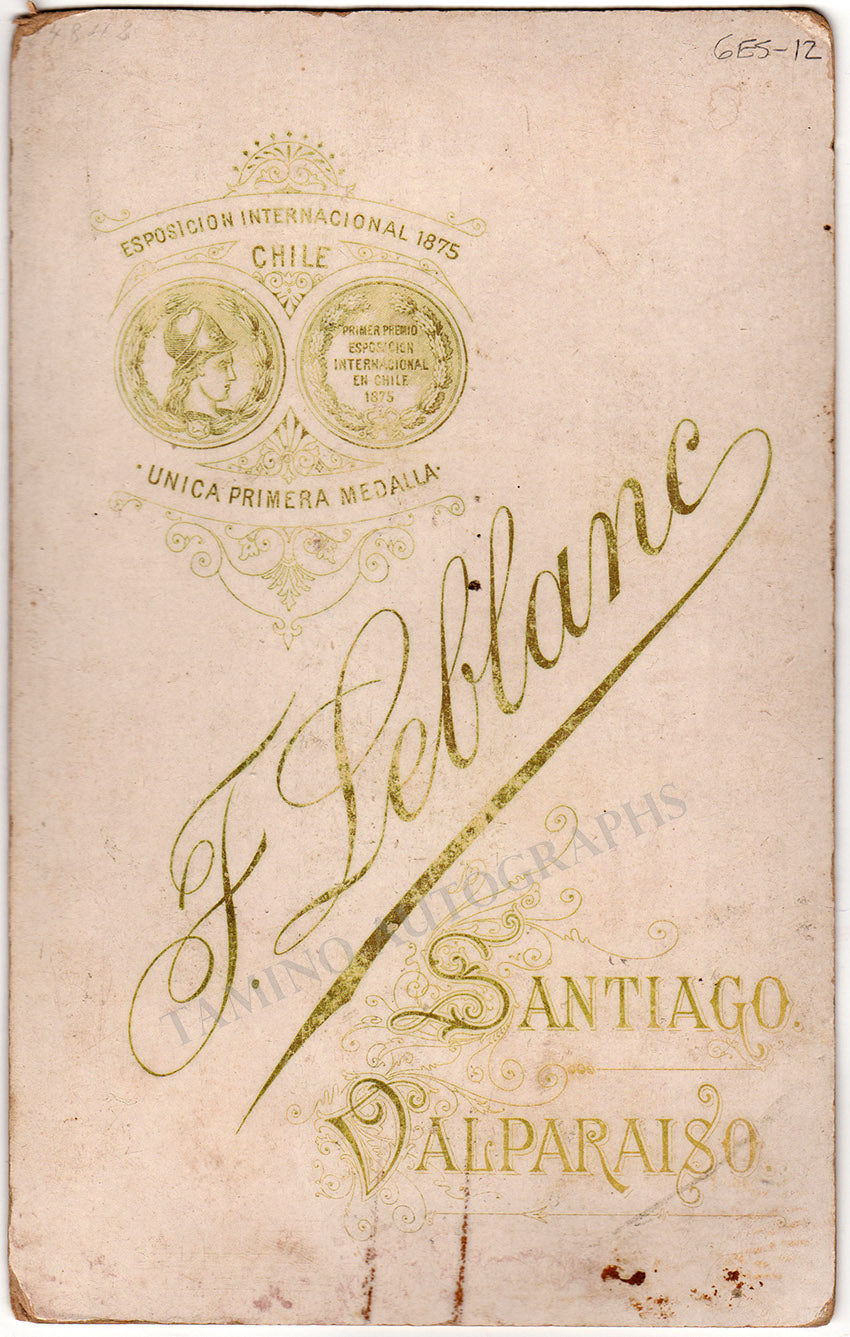 6ES-12
ESPOSICION INTERNACIONAL 1875
CHILE
PRIMER PREMIO
ESPOSICION
INTERNACIONAL
EN CHILE
1875
·UNICA PRIMERA MEDALLA·
F. Leblanc
TAMINO AUTOGRAPHS
SANTIAGO.
VALPARAISO.